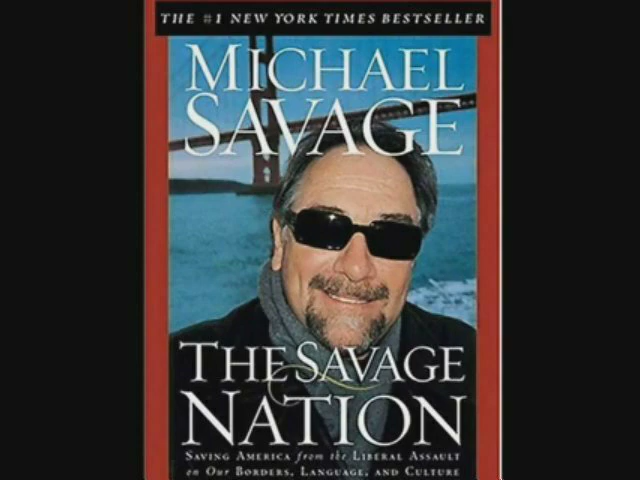 THE #1 NEW YORK TIMES BESTSELLER
MICHAEL
SAVAGE
THE SAVAGE
NATION
SAVING AMERICA from the LIBERAL ASSAULT
on OUR BORDERS, LANGUAGE, AND CULTURE